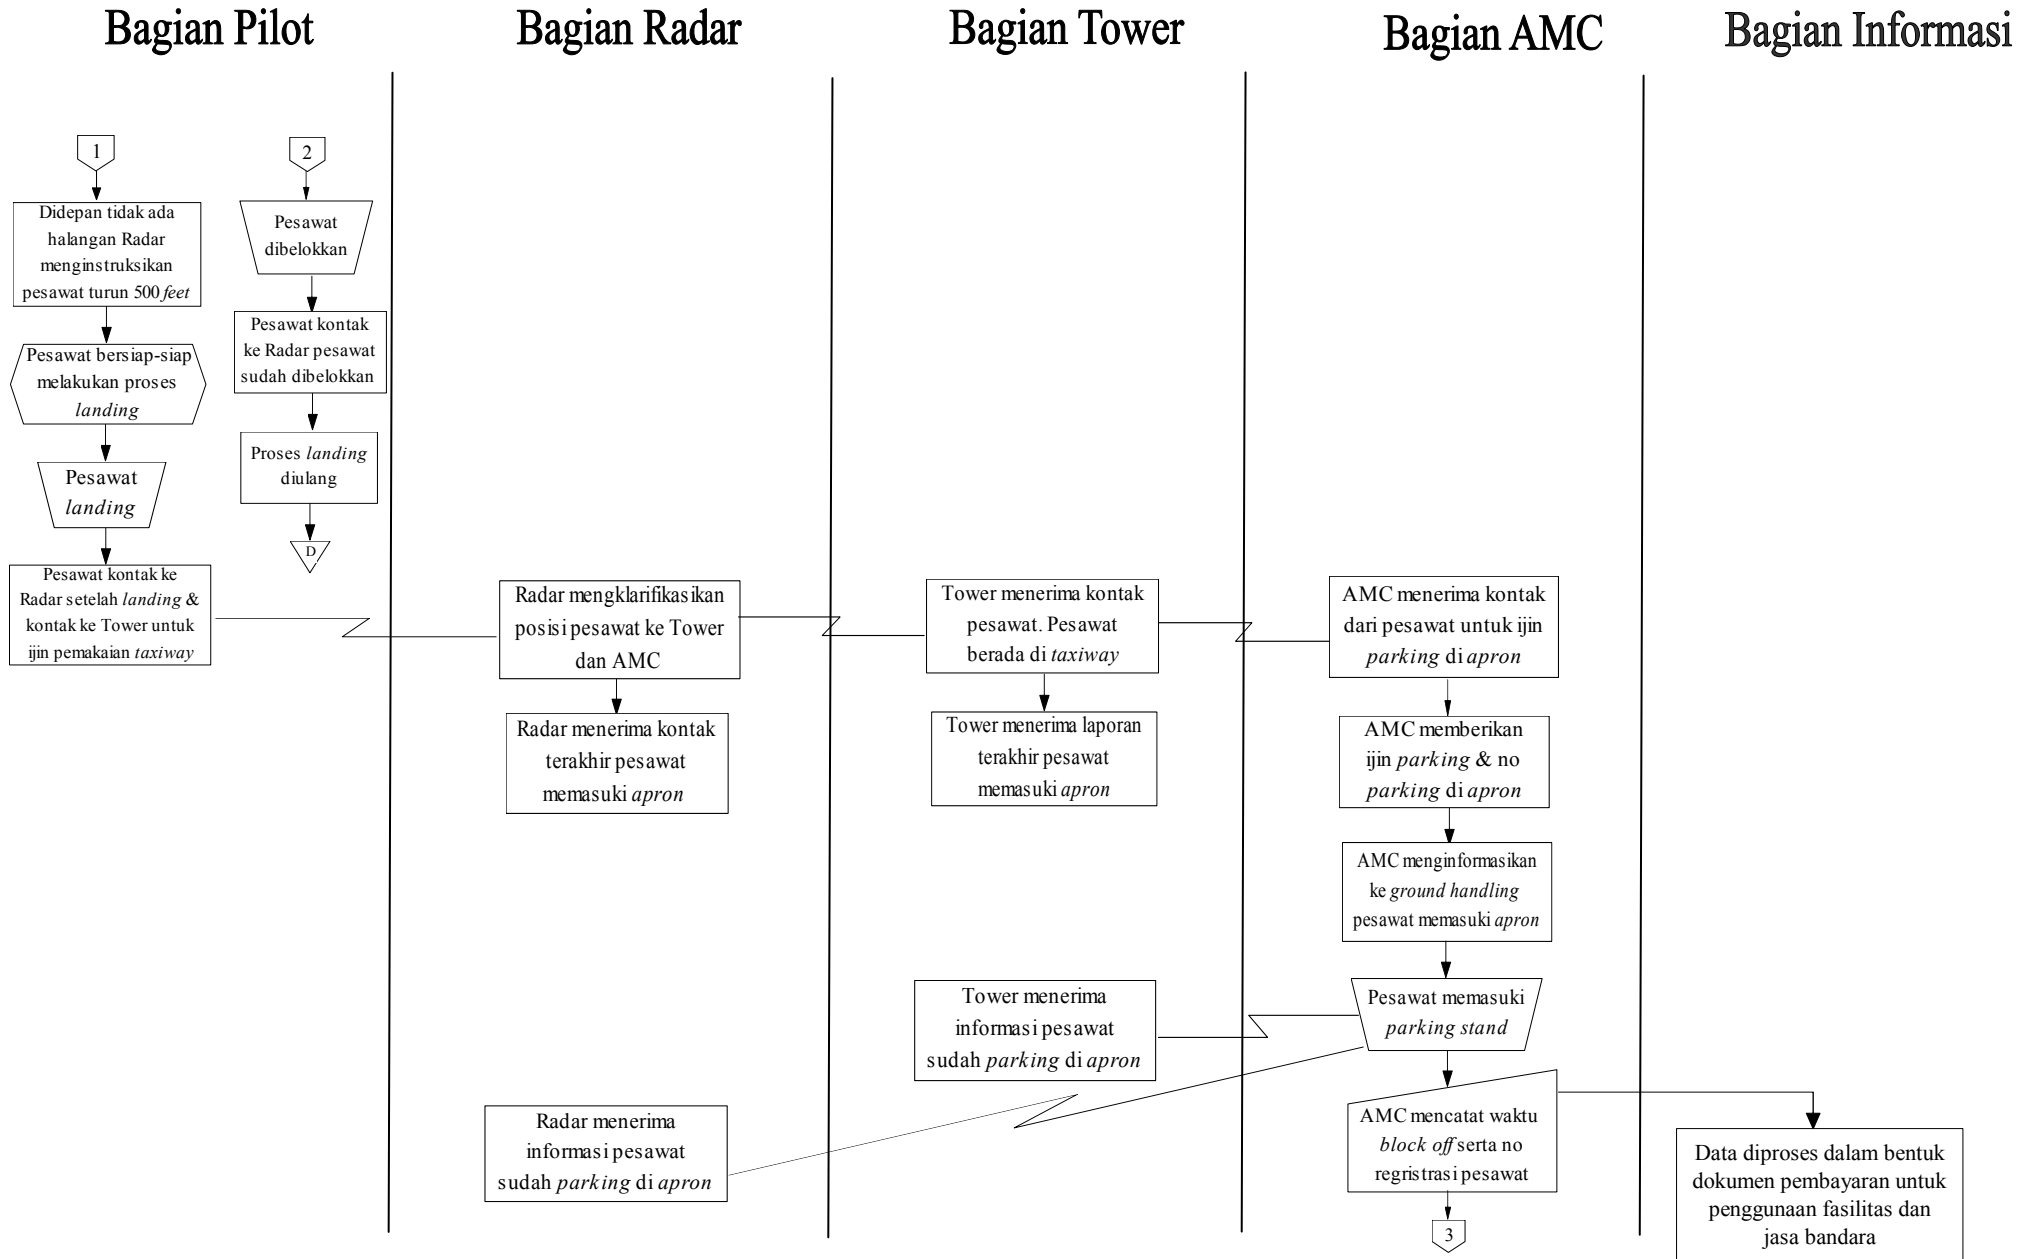 Bagian Pilot
Bagian Radar
Bagian Tower
Bagian AMC
Bagian Informasi
1
Didepan tidak ada
halangan Radar
menginstruksikan
pesawat turun 500 feet
Pesawat bersiap-siap
melakukan proses
landing
Pesawat
landing
Pesawat kontak ke
Radar setelah landing &
kontak ke Tower untuk
ijin pemakaian taxiway
2
Pesawat
dibelokkan
Pesawat kontak
ke Radar pesawat
sudah dibelokkan
Proses landing
diulang
D
Radar mengklarifikasikan
posisi pesawat ke Tower
dan AMC
Radar menerima kontak
terakhir pesawat
memasuki apron
Radar menerima
informasi pesawat
sudah parking di apron
Tower menerima kontak
pesawat. Pesawat
berada di taxiway
Tower menerima laporan
terakhir pesawat
memasuki apron
Tower menerima
informasi pesawat
sudah parking di apron
AMC menerima kontak
dari pesawat untuk ijin
parking di apron
AMC memberikan
ijin parking & no
parking di apron
AMC menginformasikan
ke ground handling
pesawat memasuki apron
Pesawat memasuki
parking stand
AMC mencatat waktu
block off serta no
regristrasi pesawat
3
Data diproses dalam bentuk
dokumen pembayaran untuk
penggunaan fasilitas dan
jasa bandara